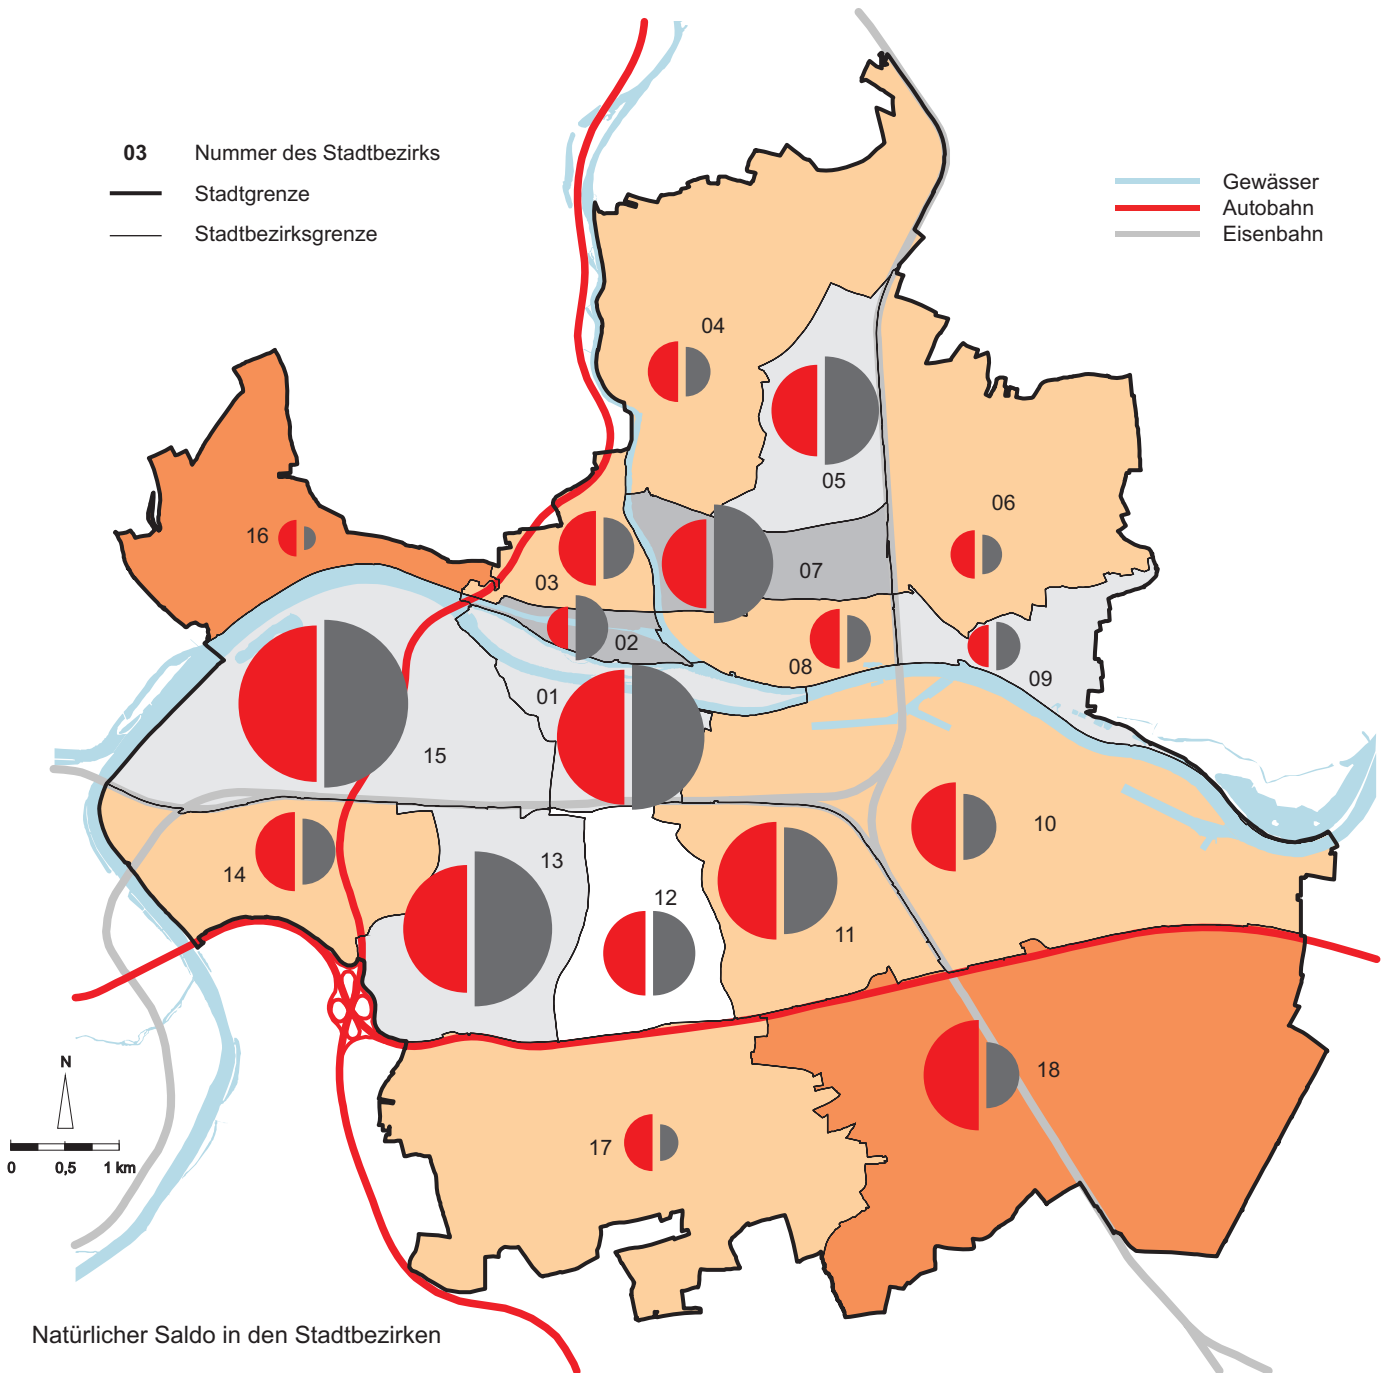 03 Nummer des Stadtbezirks
Stadtgrenze
Stadtbezirksgrenze
Gewässer
Autobahn
Eisenbahn
04
05
06
16
07
03
02
08
09
01
15
10
13
14
12
11
18
17
N
0 0,5 1 km
Natürlicher Saldo in den Stadtbezirken